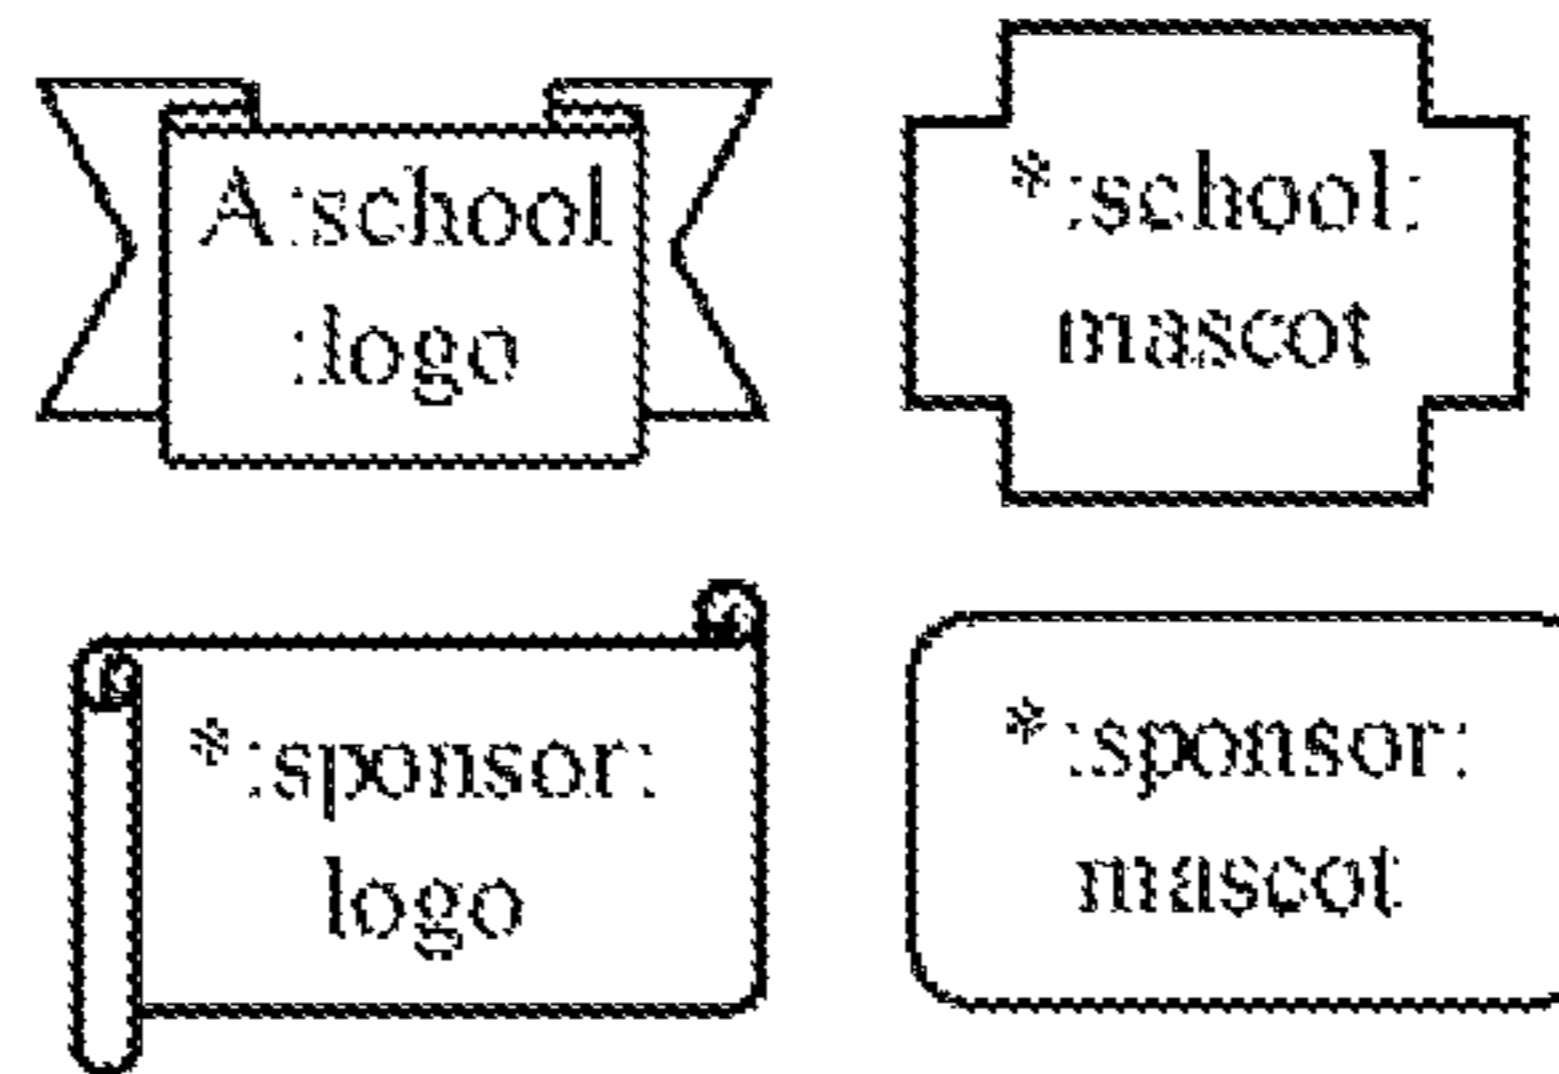 A :school
:logo
* :school:
mascot
* :sponsor:
logo
* :sponsor:
mascot